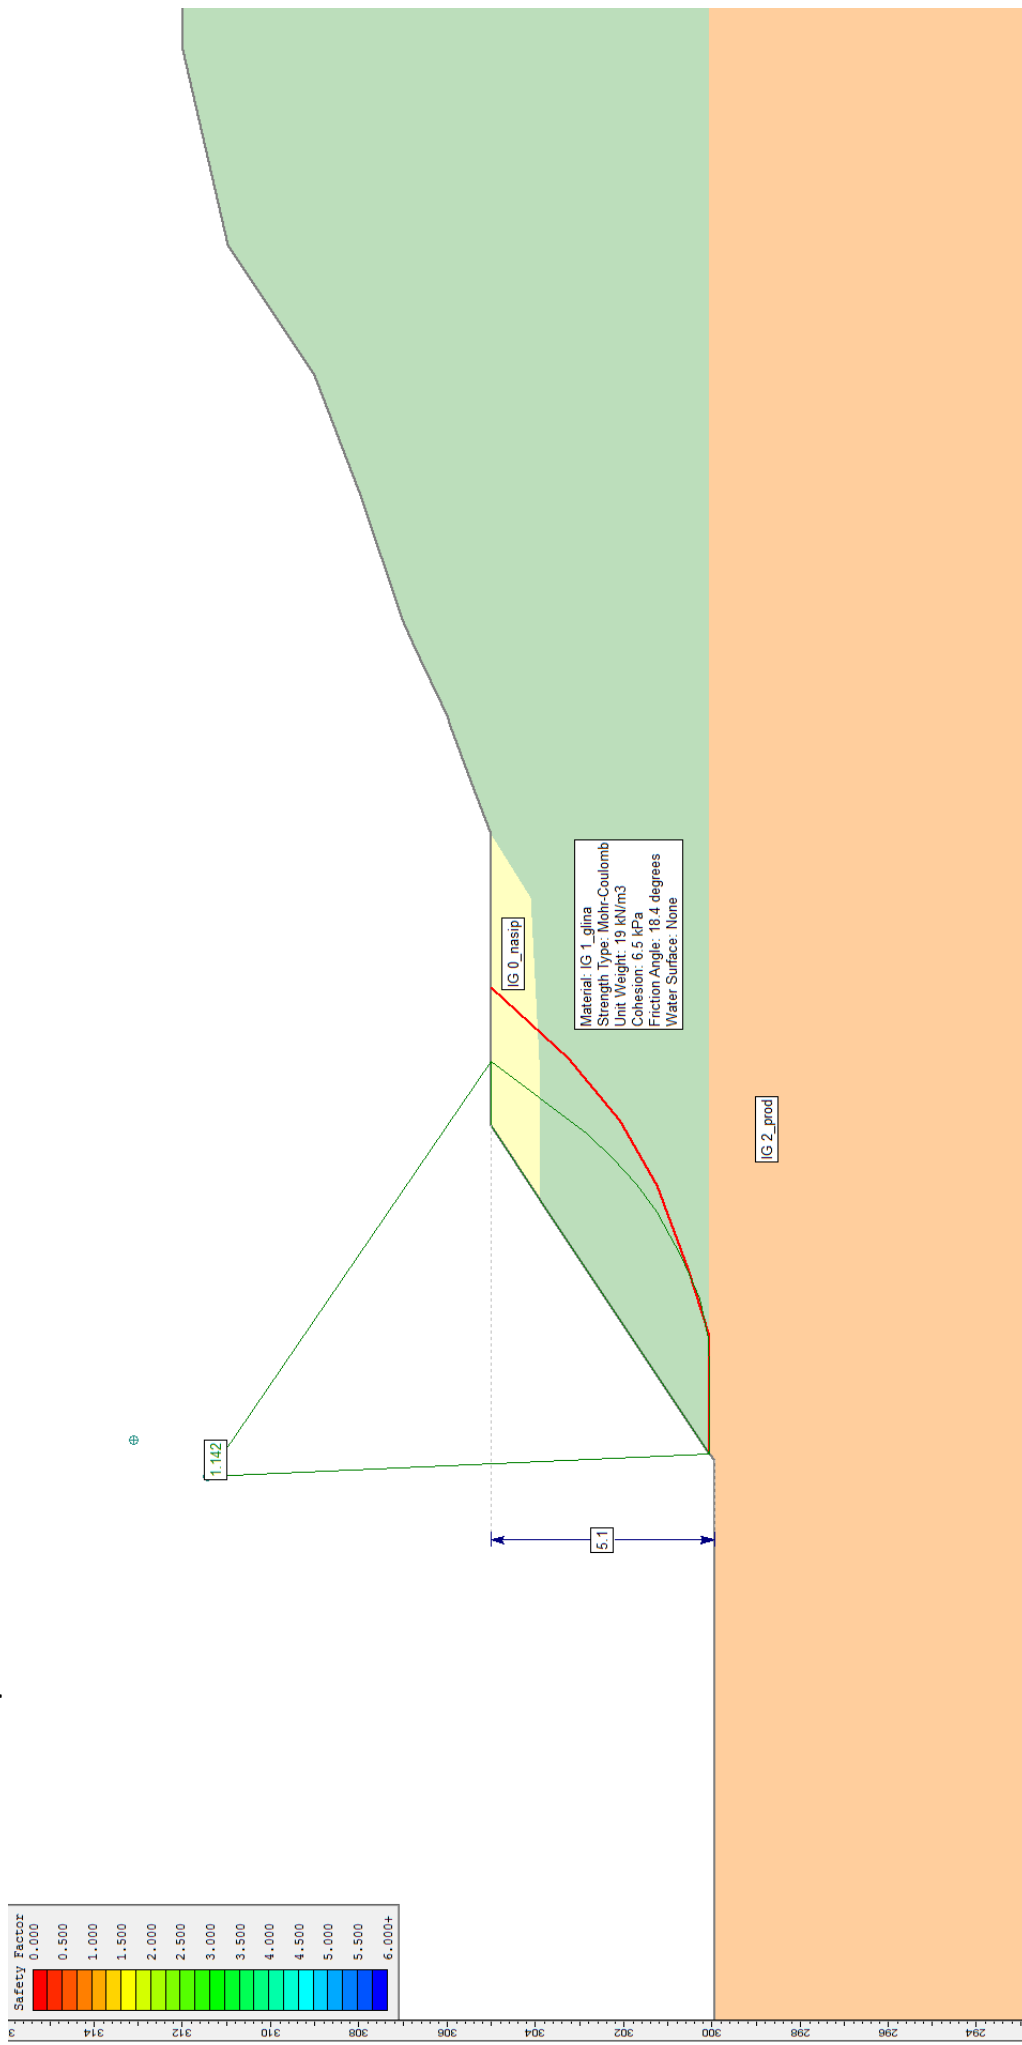 Safety Factor
0.000
0.500
1.000
1.500
2.000
2.500
3.000
3.500
4.000
4.500
5.000
5.500
6.000+
1.142
5.1
IG 0_nasip
Material: IG 1_glina
Strength Type: Mohr-Coulomb
Unit Weight: 19 kN/m3
Cohesion: 6.5 kPa
Friction Angle: 18.4 degrees
Water Surface: None
IG 2_prod
314
312
310
308
306
304
302
300
298
296
294